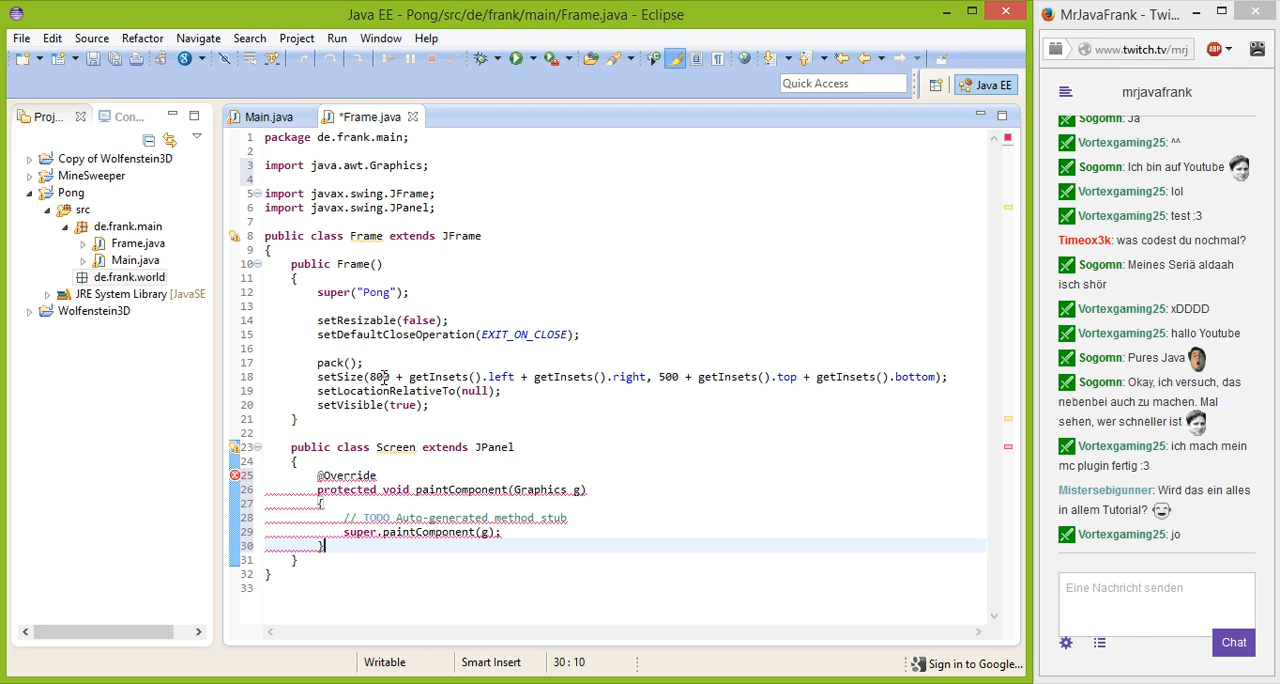 Java EE - Pong/src/de/frank/main/Frame.java - Eclipse
File Edit Source Refactor Navigate Search Project Run Window Help
Quick Access
Java EE
Proj...
Con...
Copy of Wolfenstein3D
MineSweeper
Pong
src
de.frank.main
Frame.java
Main.java
de.frank.world
JRE System Library [JavaSE
Wolfenstein3D
Main.java
*Frame.java
1 package de.frank.main;
2
3 import java.awt.Graphics;
4
5 import javax.swing.JFrame;
6 import javax.swing.JPanel;
7
8 public class Frame extends JFrame
9 {
10 public Frame()
11 {
12 super("Pong");
13
14 setResizable(false);
15 setDefaultCloseOperation(EXIT_ON_CLOSE);
16
17 pack();
18 setSize(800 + getInsets().left + getInsets().right, 500 + getInsets().top + getInsets().bottom);
19 setLocationRelativeTo(null);
20 setVisible(true);
21 }
22
23 public class Screen extends JPanel
24 {
25 @Override
26 protected void paintComponent(Graphics g)
27 {
28 // TODO Auto-generated method stub
29 super.paintComponent(g);
30 }
31 }
32 }
33
Writable
Smart Insert
30 : 10
Sign in to Google...
MrJavaFrank - Twi...
www.twitch.tv/mrj
ABP
mrjavafrank
Sogomn: Ja
Vortexgaming25: ^^
Sogomn: Ich bin auf Youtube
Vortexgaming25: lol
Vortexgaming25: test :3
Timeox3k: was codest du nochmal?
Sogomn: Meines Seriä aldaah
isch shör
Vortexgaming25: xDDDD
Vortexgaming25: hallo Youtube
Sogomn: Pures Java
Sogomn: Okay, ich versuch, das
nebenbei auch zu machen. Mal
sehen, wer schneller ist
Vortexgaming25: ich mach mein
mc plugin fertig :3
Mistersebigunner: Wird das ein alles
in allem Tutorial?
Vortexgaming25: jo
Eine Nachricht senden
Chat